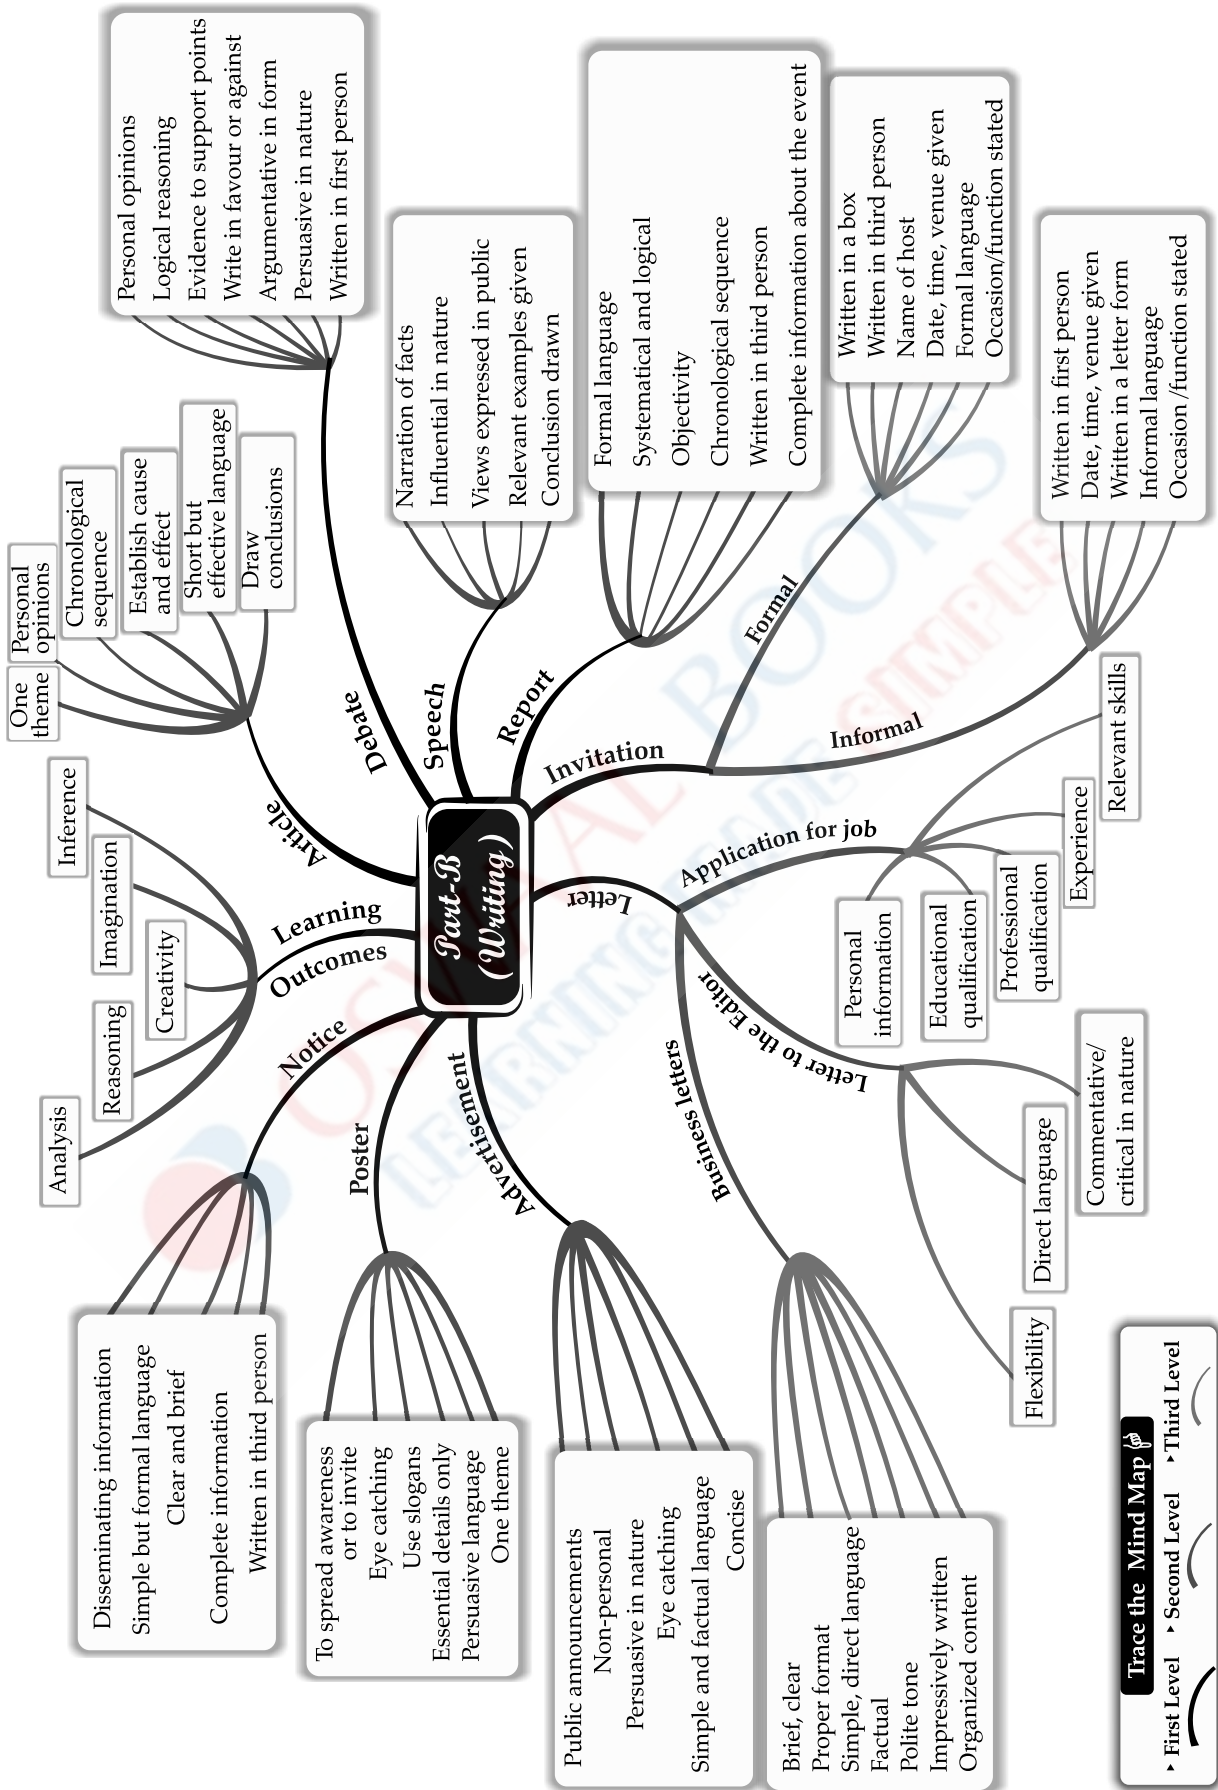 Part-B
(Writing)
Debate
Personal opinions
Logical reasoning
Evidence to support points
Write in favour or against
Argumentative in form
Persuasive in nature
Written in first person
Speech
Narration of facts
Influential in nature
Views expressed in public
Relevant examples given
Conclusion drawn
Report
Formal language
Systematical and logical
Objectivity
Chronological sequence
Written in third person
Complete information about the event
Invitation
Formal
Written in a box
Written in third person
Name of host
Date, time, venue given
Formal language
Occasion/function stated
Informal
Written in first person
Date, time, venue given
Written in a letter form
Informal language
Occasion /function stated
Letter
Application for job
Personal
information
Educational
qualification
Professional
qualification
Experience
Relevant skills
Letter to the Editor
Flexibility
Direct language
Commentative/
critical in nature
Business letters
Brief, clear
Proper format
Simple, direct language
Factual
Polite tone
Impressively written
Organized content
Advertisement
Public announcements
Non-personal
Persuasive in nature
Eye catching
Simple and factual language
Concise
Poster
To spread awareness
or to invite
Eye catching
Use slogans
Essential details only
Persuasive language
One theme
Notice
Disseminating information
Simple but formal language
Clear and brief
Complete information
Written in third person
Learning
Outcomes
Analysis
Reasoning
Creativity
Imagination
Inference
Article
One
theme
Personal
opinions
Chronological
sequence
Establish cause
and effect
Short but
effective language
Draw
conclusions
Trace the Mind Map
First Level
Second Level
Third Level
OSWAAL BOOKS
LEARNING MADE SIMPLE